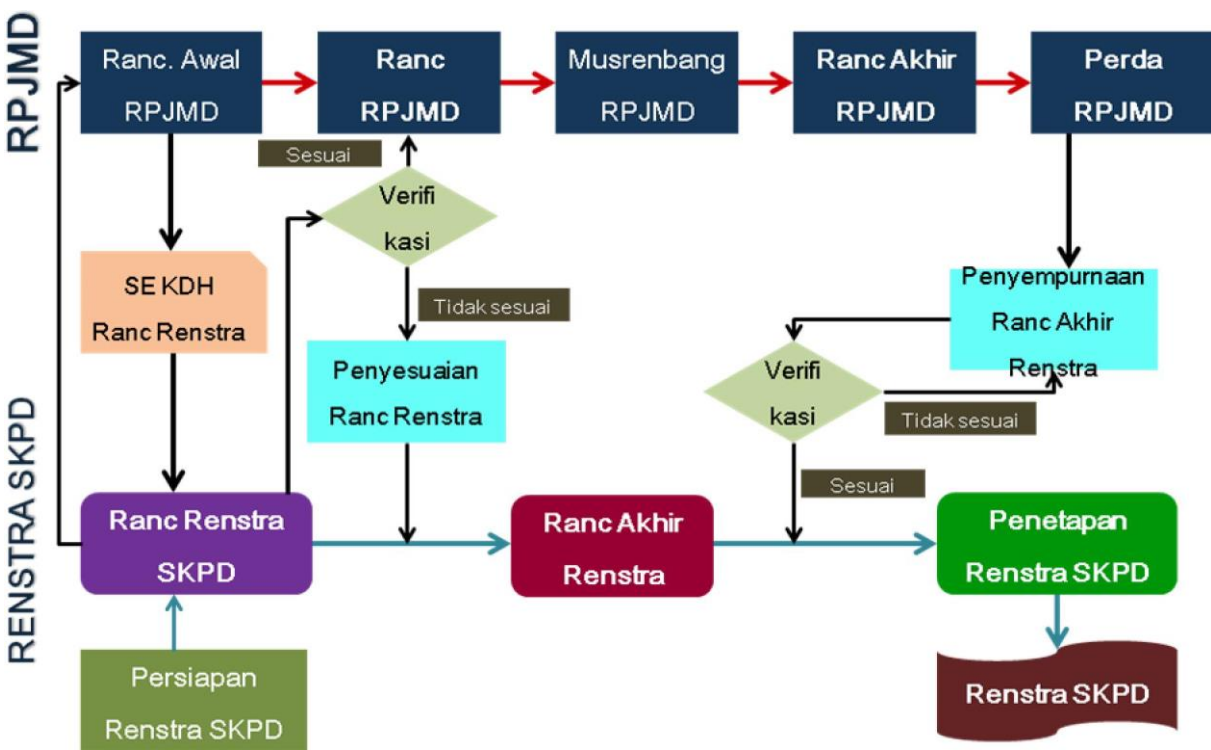 RPJMD
Ranc. Awal
RPJMD
Ranc
RPJMD
Musrenbang
RPJMD
Ranc Akhir
RPJMD
Perda
RPJMD
Sesuai
Verifi
kasi
SE KDH
Ranc Renstra
Tidak sesuai
Penyesuaian
Ranc Renstra
Penyempurnaan
Ranc Akhir
Renstra
Verifi
kasi
Tidak sesuai
Sesuai
RENSTRA SKPD
Ranc Renstra
SKPD
Ranc Akhir
Renstra
Penetapan
Renstra SKPD
Persiapan
Renstra SKPD
Renstra SKPD